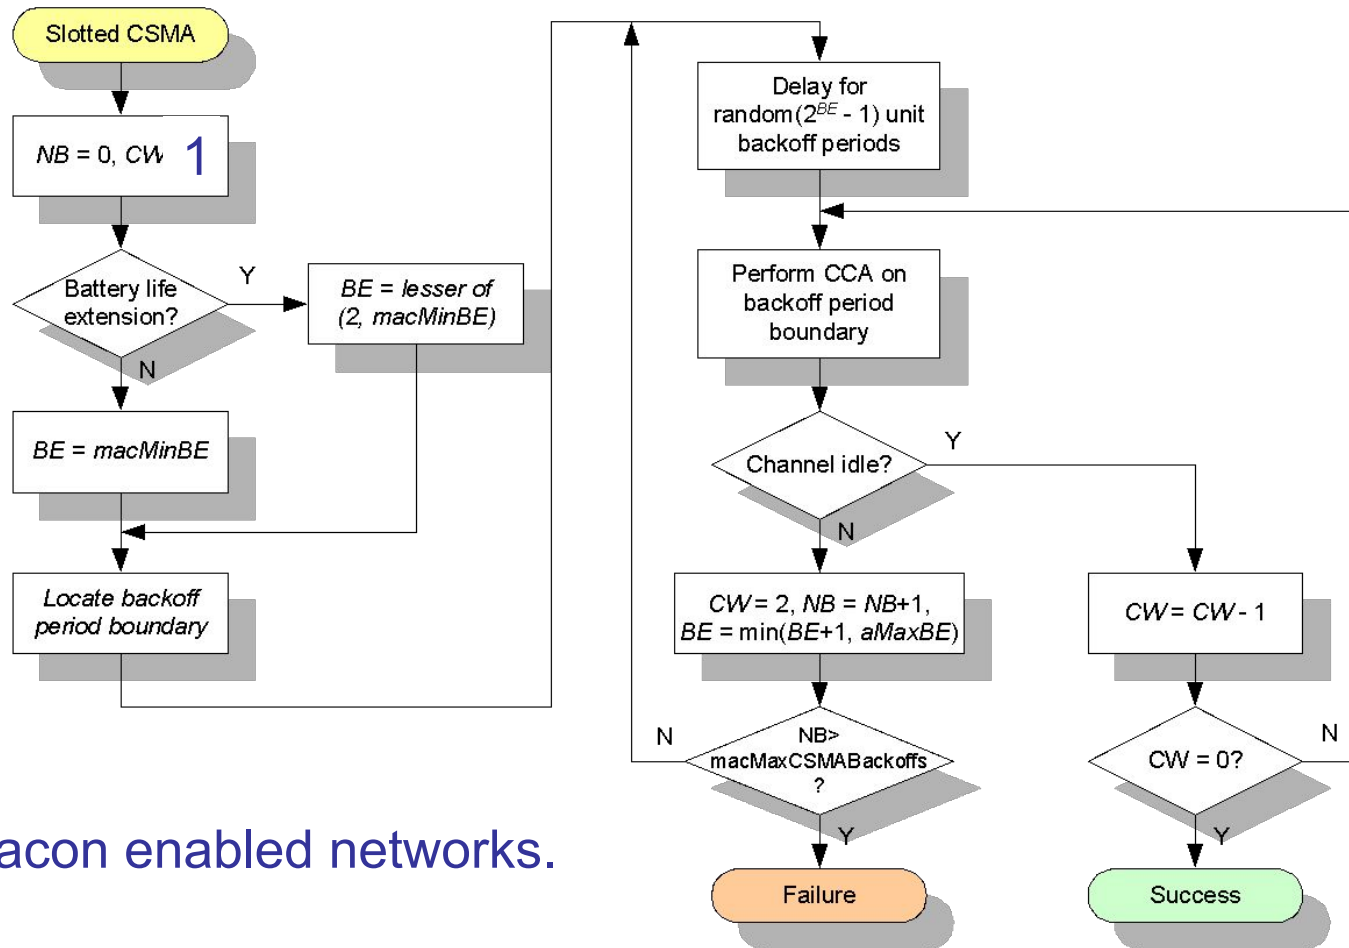 Slotted CSMA
NB = 0, CW 1
Battery life
extension?
Y
N
BE = lesser of
(2, macMinBE)
BE = macMinBE
Locate backoff
period boundary
Delay for
random(2^BE - 1) unit
backoff periods
Perform CCA on
backoff period
boundary
Channel idle?
Y
N
CW = 2, NB = NB+1,
BE = min(BE+1, aMaxBE)
CW = CW - 1
NB>
macMaxCSMABackoffs
?
N
Y
CW = 0?
N
Y
Failure
Success
acon enabled networks.